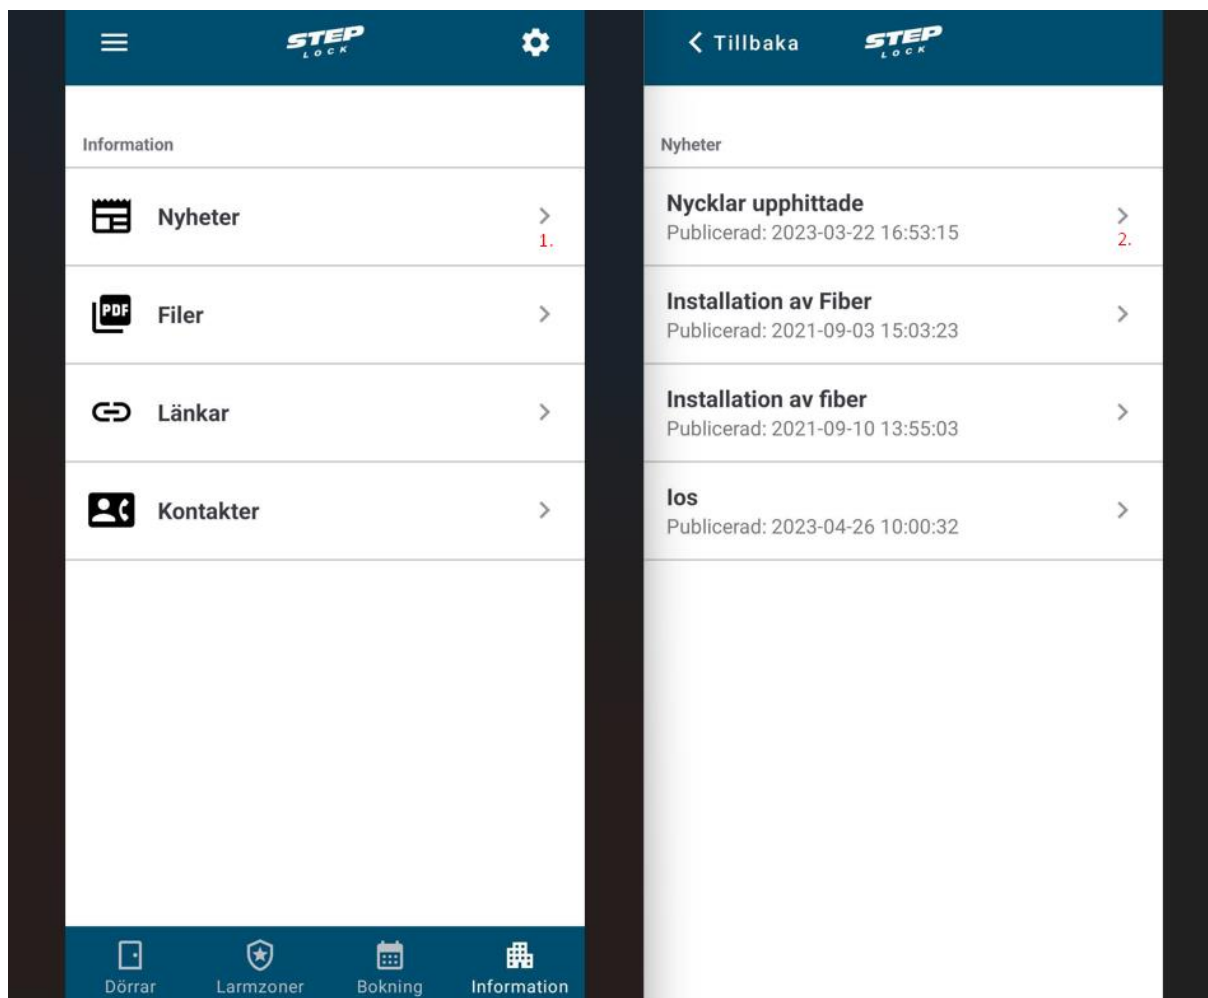 STEP
LOCK
Information
Nyheter
1.
PDF
Filer
Länkar
Kontakter
Dörrar
Larmzoner
Bokning
Information
Tillbaka
STEP
LOCK
Nyheter
Nycklar upphittade
Publicerad: 2023-03-22 16:53:15
2.
Installation av Fiber
Publicerad: 2021-09-03 15:03:23
Installation av fiber
Publicerad: 2021-09-10 13:55:03
los
Publicerad: 2023-04-26 10:00:32